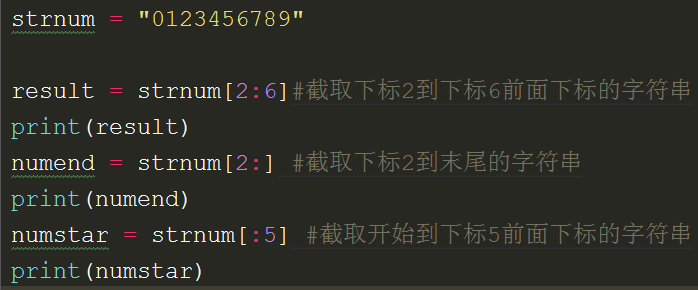 strnum = "0123456789"
result = strnum[2:6]#截取下标2到下标6前面下标的字符串
print(result)
numend = strnum[2:] #截取下标2到末尾的字符串
print(numend)
numstar = strnum[:5] #截取开始到下标5前面下标的字符串
print(numstar)